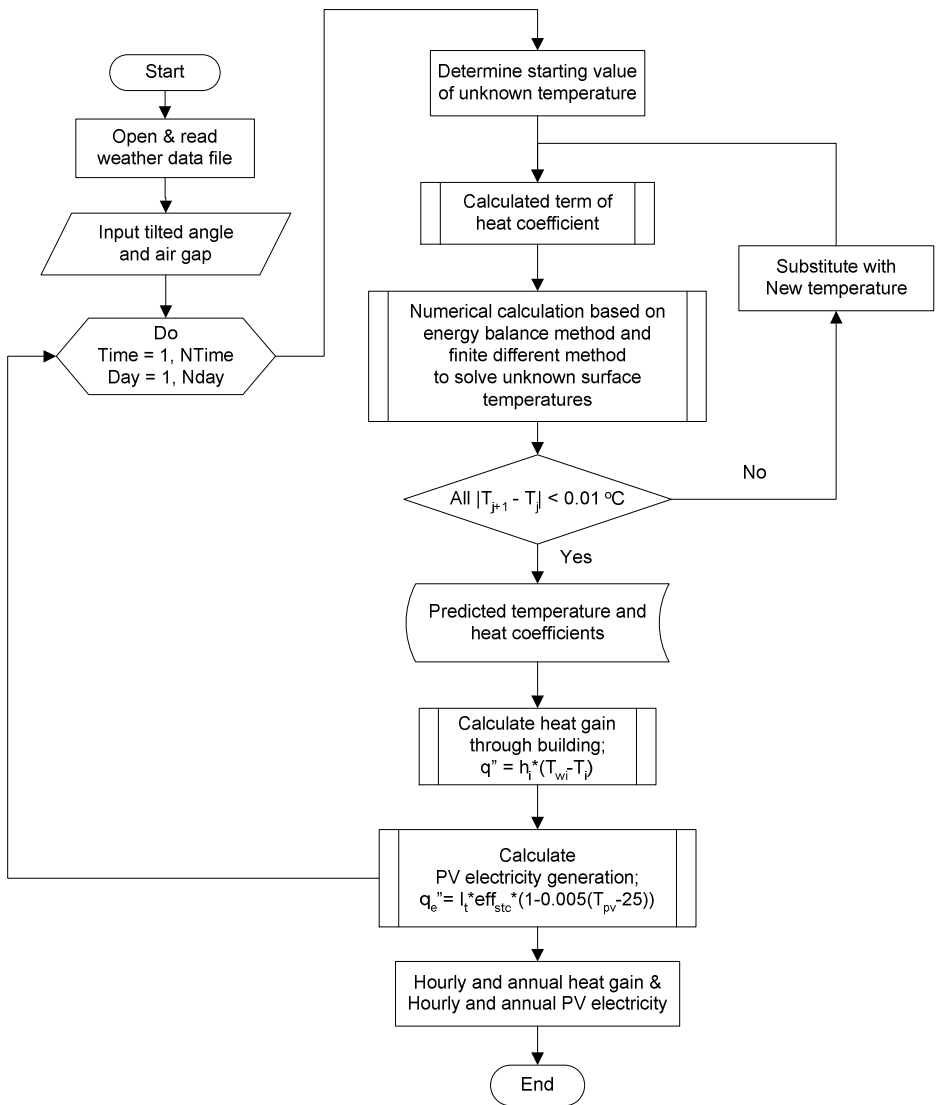 Start
Open & read
weather data file
Input tilted angle
and air gap
Do
Time = 1, NTime
Day = 1, Nday
Determine starting value
of unknown temperature
Calculated term of
heat coefficient
Numerical calculation based on
energy balance method and
finite different method
to solve unknown surface
temperatures
Substitute with
New temperature
All |Tj+1 - Tj| < 0.01 °C
No
Yes
Predicted temperature and
heat coefficients
Calculate heat gain
through building;
q” = hi*(Twi-Ti)
Calculate
PV electricity generation;
qe”= It*effstc*(1-0.005(Tpv-25))
Hourly and annual heat gain &
Hourly and annual PV electricity
End